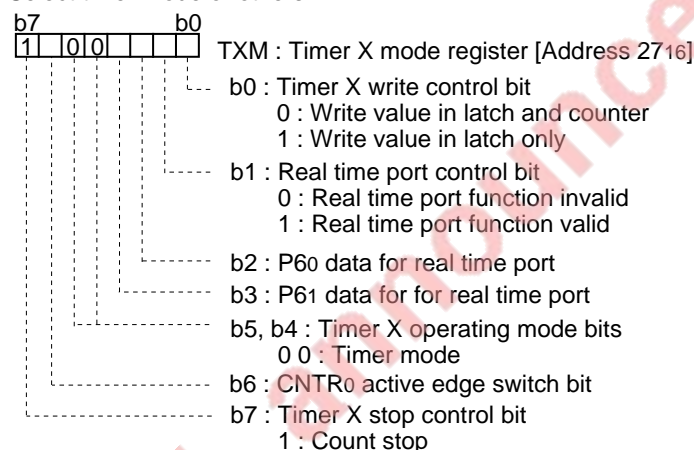 b7 b0
1 0 0 TXM : Timer X mode register [Address 2716]
b0 : Timer X write control bit
0 : Write value in latch and counter
1 : Write value in latch only
b1 : Real time port control bit
0 : Real time port function invalid
1 : Real time port function valid
b2 : P60 data for real time port
b3 : P61 data for for real time port
b5, b4 : Timer X operating mode bits
0 0 : Timer mode
b6 : CNTR0 active edge switch bit
b7 : Timer X stop control bit
1 : Count stop
announce